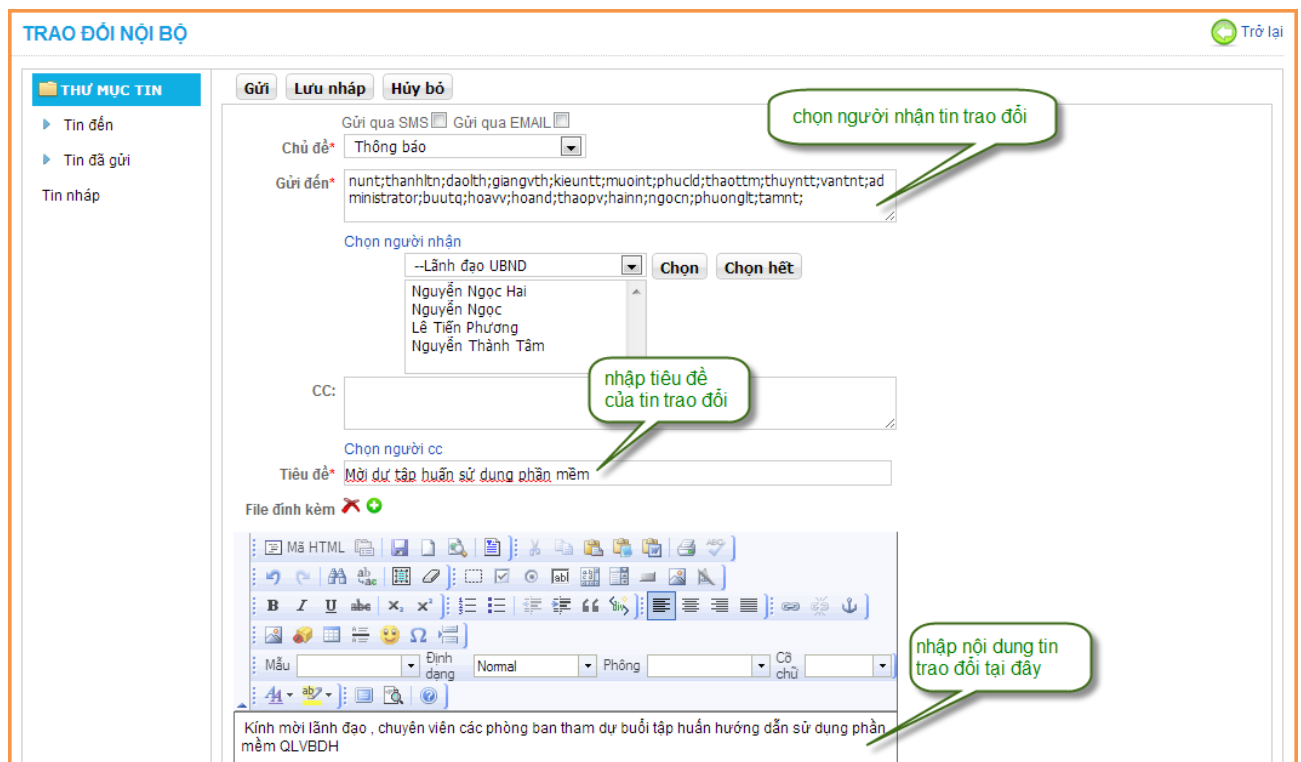 TRAO ĐỔI NỘI BỘ
Trở lại
THƯ MỤC TIN
Tin đến
Tin đã gửi
Tin nháp
Gửi Lưu nháp Hủy bỏ
chọn người nhận tin trao đổi
Gửi qua SMS Gửi qua EMAIL
Chủ đề* Thông báo
Gửi đến* nunt;thanhltn;daolth;giangvth;kieuntt;muoint;phucld;thaottm;thuyntt;vantnt;ad
ministrator;buutq;hoavv;hoand;thaopv;hainn;ngocn;phuonglt;tamnt;
Chọn người nhận
--Lãnh đạo UBND Chọn Chọn hết
Nguyễn Ngọc Hai
Nguyễn Ngọc
Lê Tiến Phương
Nguyễn Thành Tâm
nhập tiêu đề
của tin trao đổi
CC:
Chọn người cc
Tiêu đề* Mời dự tập huấn sử dụng phần mềm
File đính kèm
Mã HTML
nhập nội dung tin
trao đổi tại đây
Mẫu Định dạng Normal Phông Cỡ chữ
Kính mời lãnh đạo , chuyên viên các phòng ban tham dự buổi tập huấn hướng dẫn sử dụng phần
mềm QLVBDH